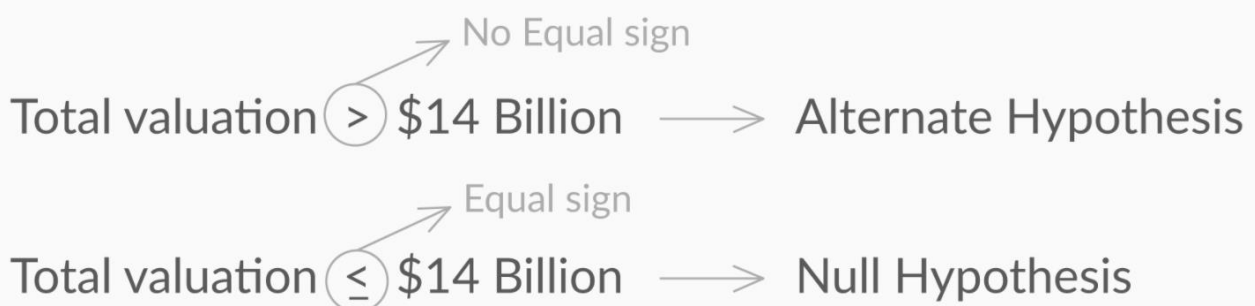 No Equal sign
Total valuation > $14 Billion → Alternate Hypothesis
Equal sign
Total valuation ≤ $14 Billion → Null Hypothesis